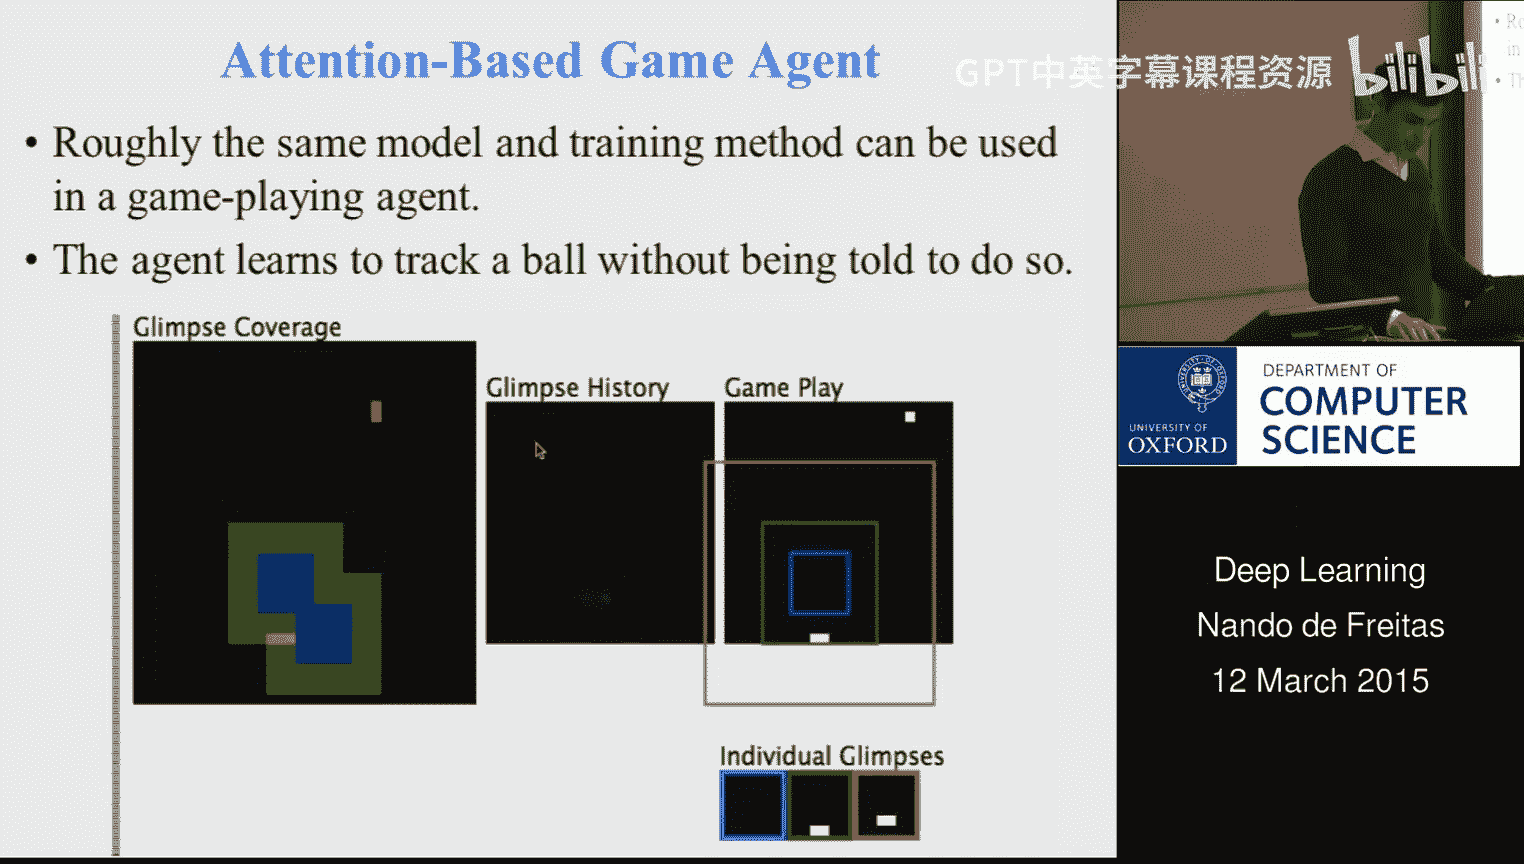 Attention-Based Game Agent
GPT中英字幕课程资源
bilibili
• Roughly the same model and training method can be used
in a game-playing agent.
• The agent learns to track a ball without being told to do so.
Glimpse Coverage
Glimpse History
Game Play
Individual Glimpses
UNIVERSITY OF
OXFORD
DEPARTMENT OF
COMPUTER
SCIENCE
Deep Learning
Nando de Freitas
12 March 2015